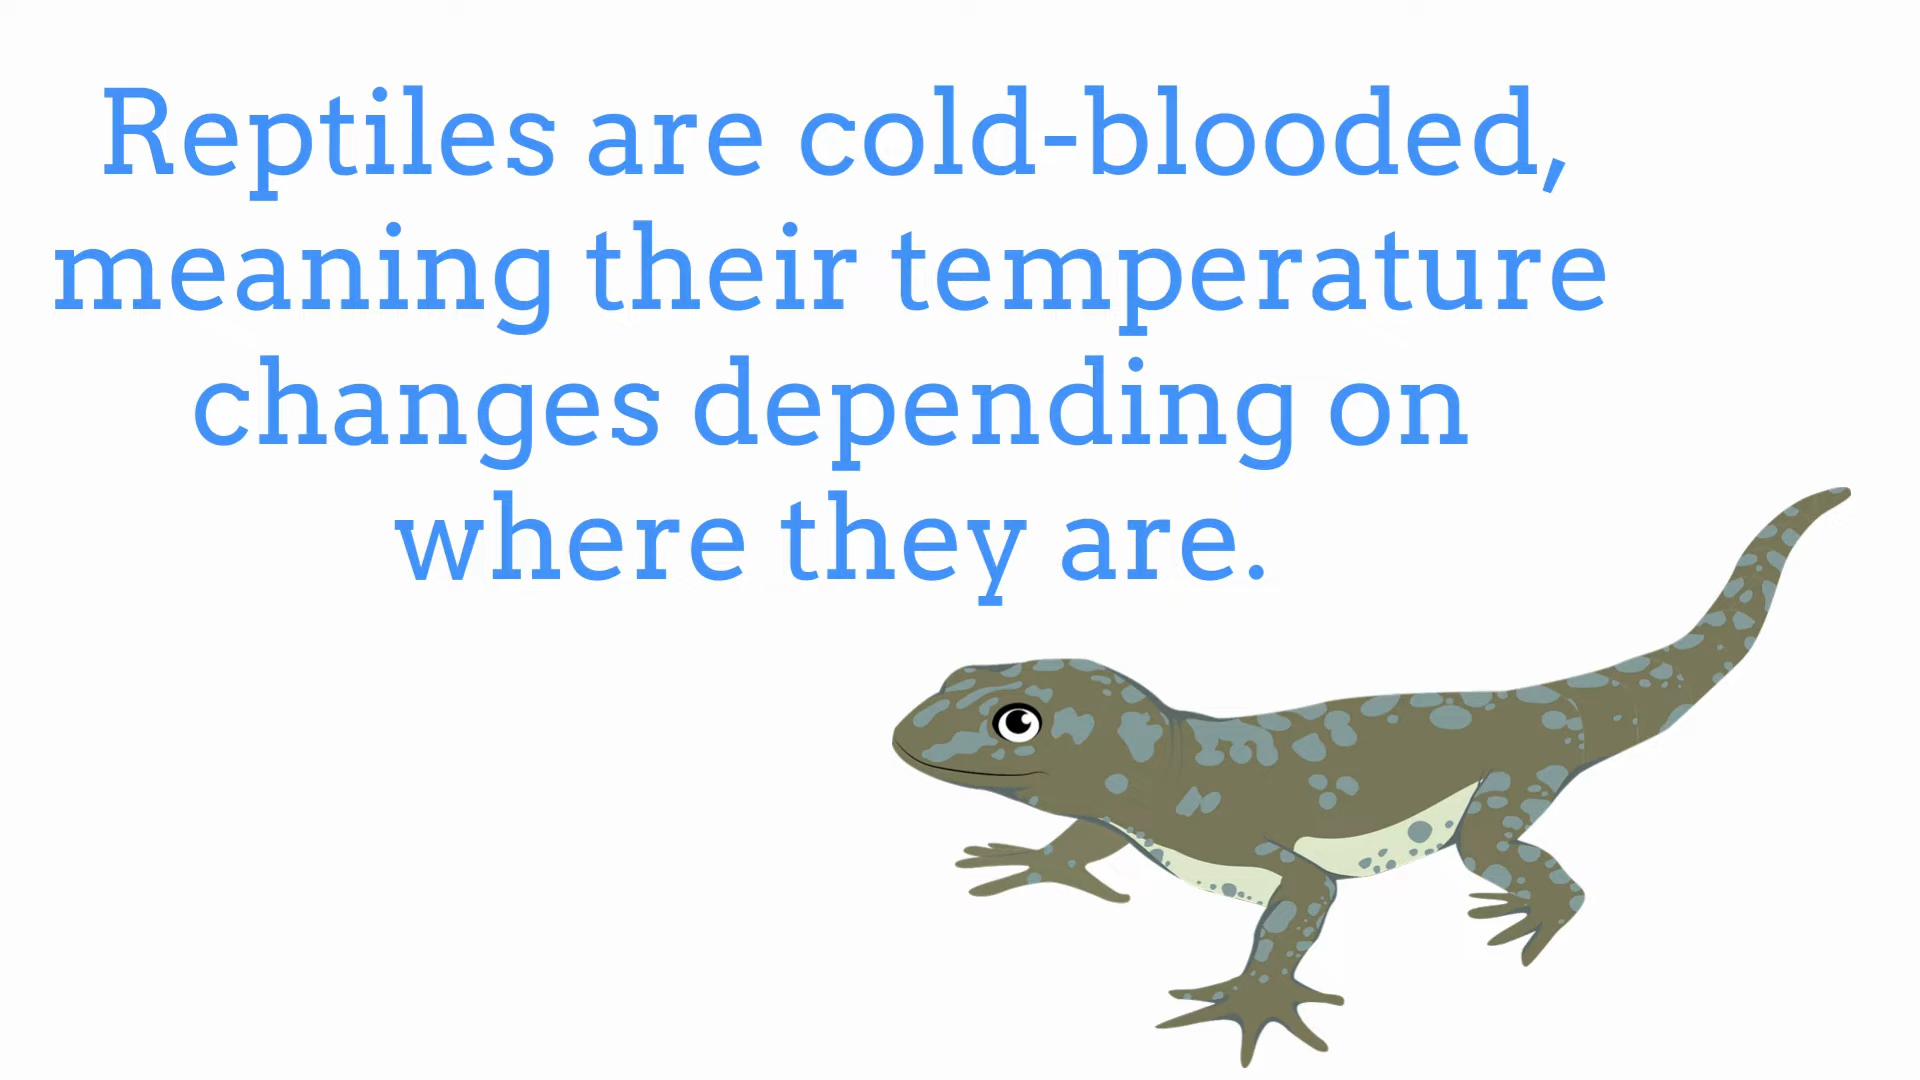 Reptiles are cold-blooded,
meaning their temperature
changes depending on
where they are.